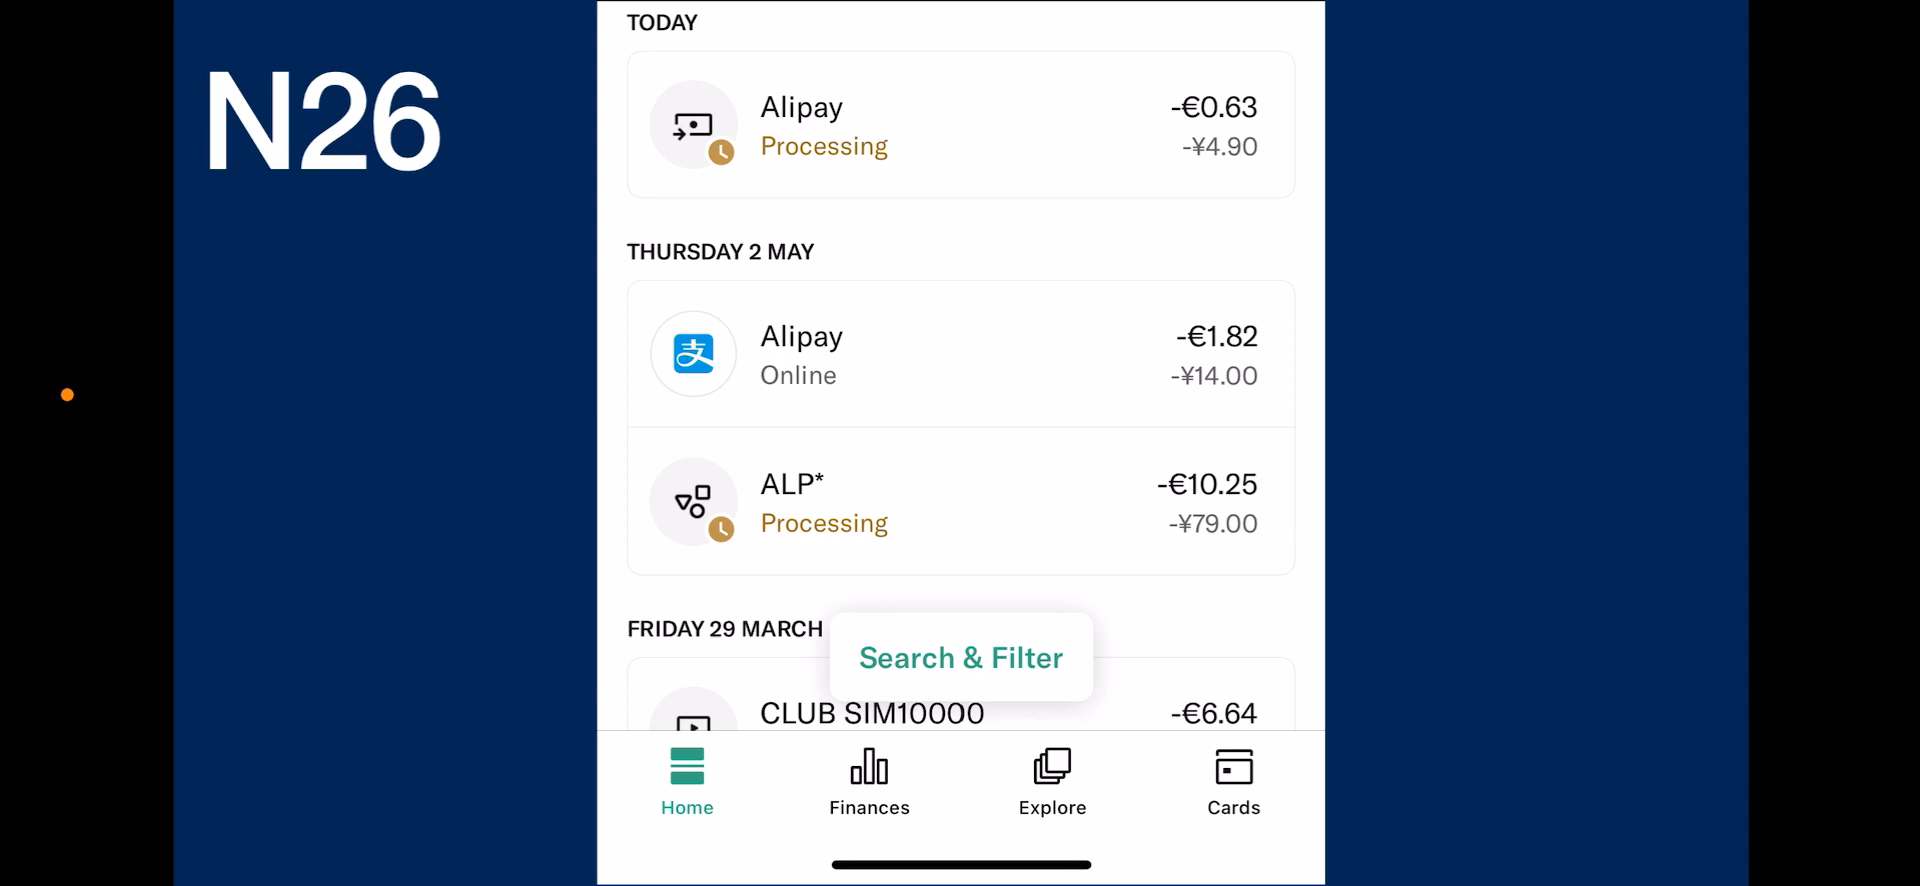 N26
TODAY
Alipay -€0.63
Processing -¥4.90
THURSDAY 2 MAY
支
Alipay -€1.82
Online -¥14.00
ALP* -€10.25
Processing -¥79.00
FRIDAY 29 MARCH
Search & Filter
CLUB SIM10000 -€6.64
Home Finances Explore Cards